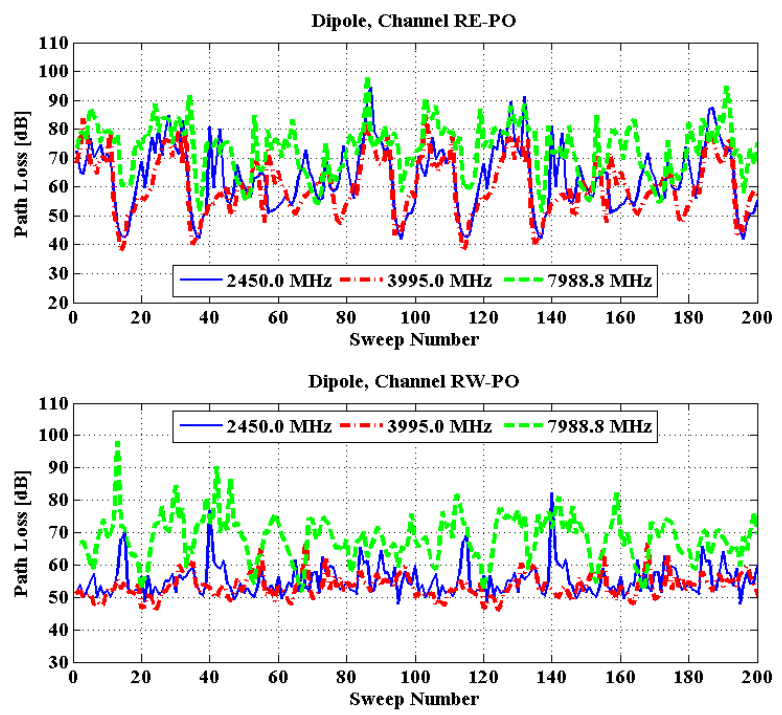 Dipole, Channel RE-PO
110
100
90
80
70
60
50
40
30
20
Path Loss [dB]
2450.0 MHz 3995.0 MHz 7988.8 MHz
0 20 40 60 80 100 120 140 160 180 200
Sweep Number
Dipole, Channel RW-PO
110
100
90
80
70
60
50
40
30
Path Loss [dB]
2450.0 MHz 3995.0 MHz 7988.8 MHz
0 20 40 60 80 100 120 140 160 180 200
Sweep Number